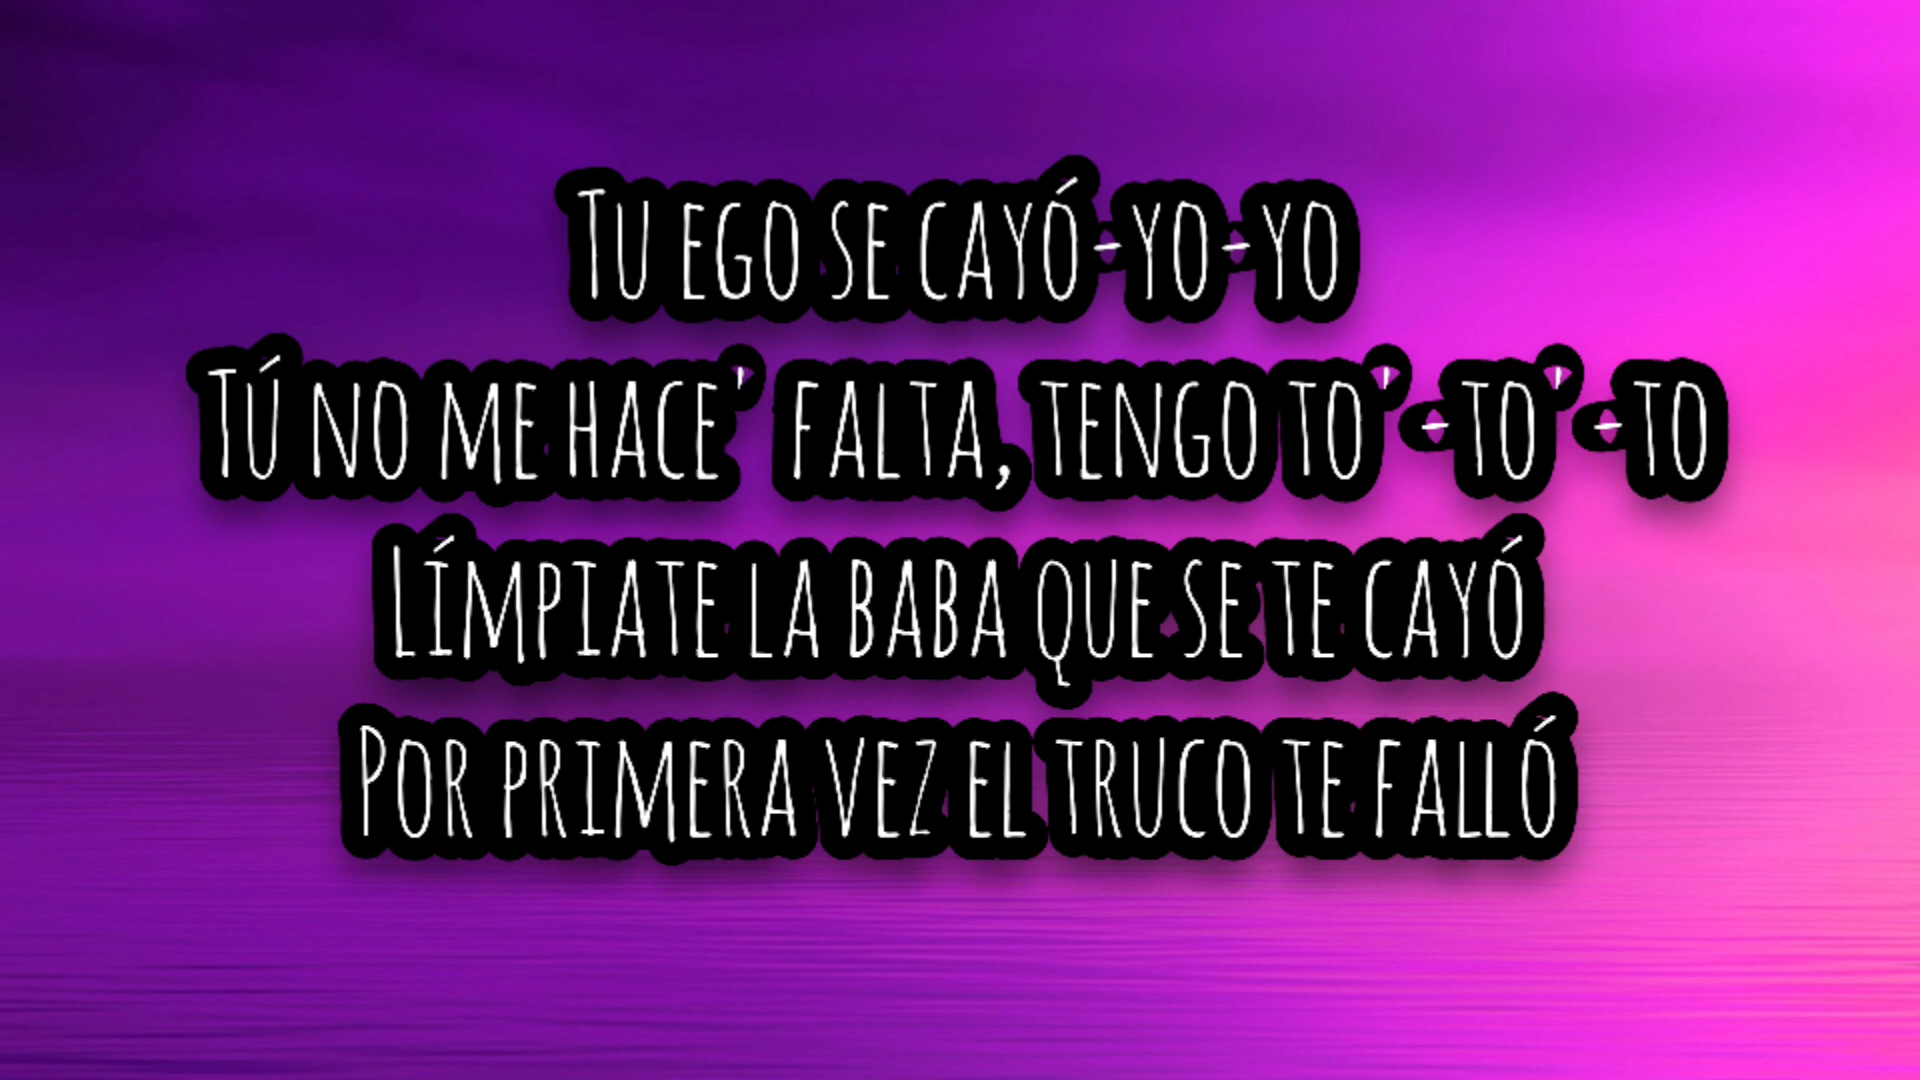 Tu ego se cayó-yo-yo
Tú no me hace' falta, tengo to'-to'-to
Límpiate la baba que se te cayó
Por primera vez el truco te falló